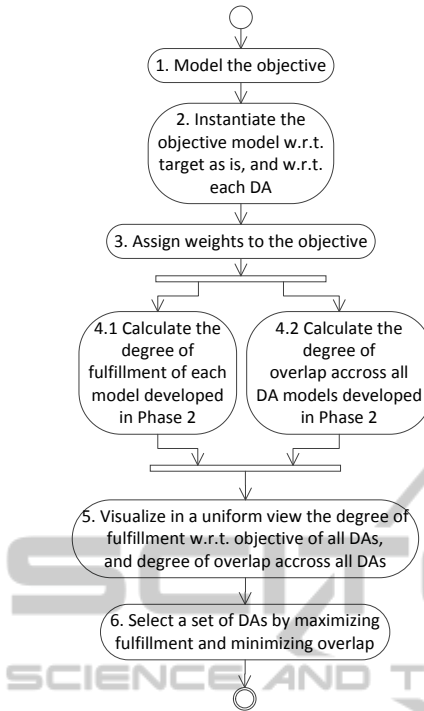 1. Model the objective
2. Instantiate the
objective model w.r.t.
target as is, and w.r.t.
each DA
3. Assign weights to the objective
4.1 Calculate the
degree of
fulfillment of each
model developed
in Phase 2
4.2 Calculate the
degree of
overlap accross all
DA models developed
in Phase 2
5. Visualize in a uniform view the degree of
fulfillment w.r.t. objective of all DAs,
and degree of overlap accross all DAs
6. Select a set of DAs by maximizing
fulfillment and minimizing overlap
SCIENCE AND